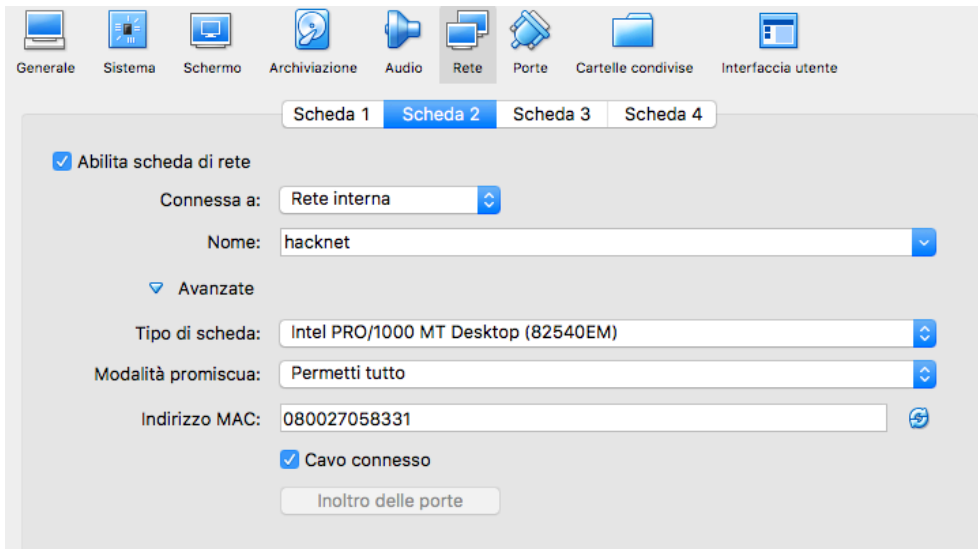 Generale Sistema Schermo Archiviazione Audio Rete Porte Cartelle condivise Interfaccia utente
Scheda 1 Scheda 2 Scheda 3 Scheda 4
Abilita scheda di rete
Connessa a: Rete interna
Nome: hacknet
Avanzate
Tipo di scheda: Intel PRO/1000 MT Desktop (82540EM)
Modalità promiscua: Permetti tutto
Indirizzo MAC: 080027058331
Cavo connesso
Inoltro delle porte